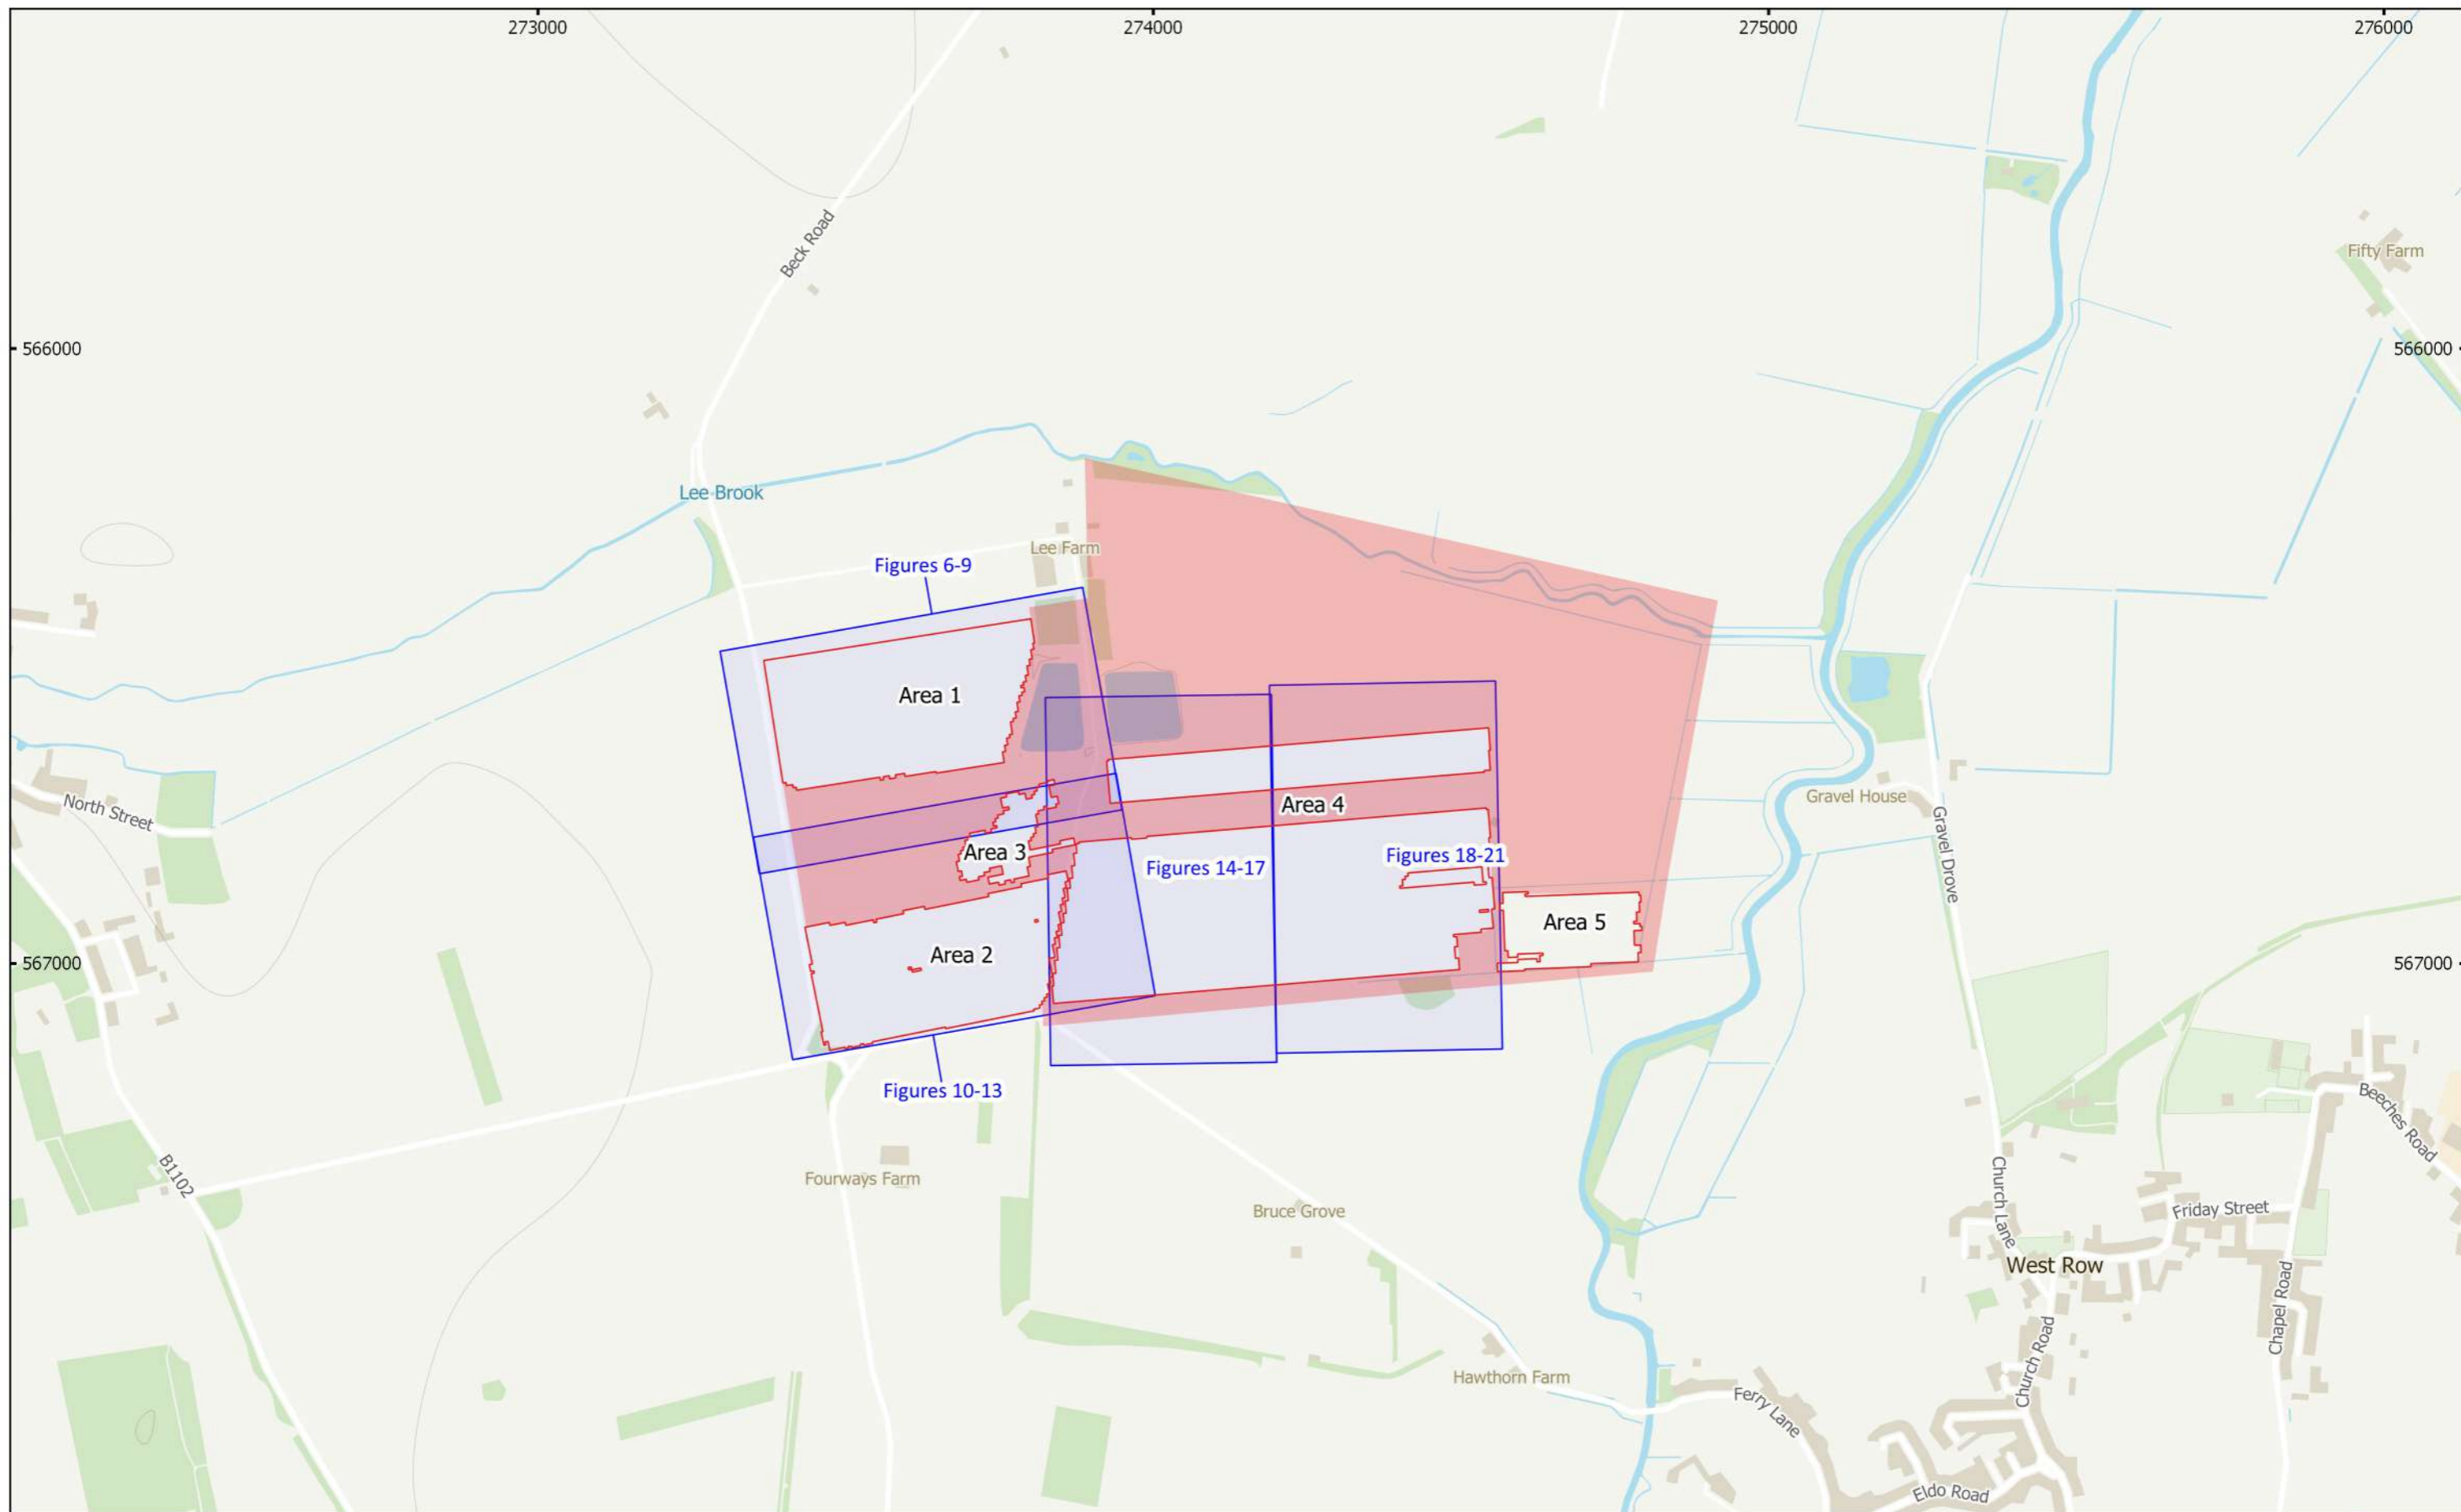 273000
274000
275000
276000
Beck Road
Fifty Farm
566000
566000
Lee Brook
Lee Farm
Figures 6-9
Area 1
North Street
Area 4
Gravel House
Gravel Drove
Area 3
Figures 14-17
Figures 18-21
Area 5
Area 2
567000
567000
Figures 10-13
Beeches Road
B1102
Fourways Farm
Bruce Grove
Church Lane
Friday Street
West Row
Chapel Road
Church Road
Hawthorn Farm
Ferry Lane
Eldo Road